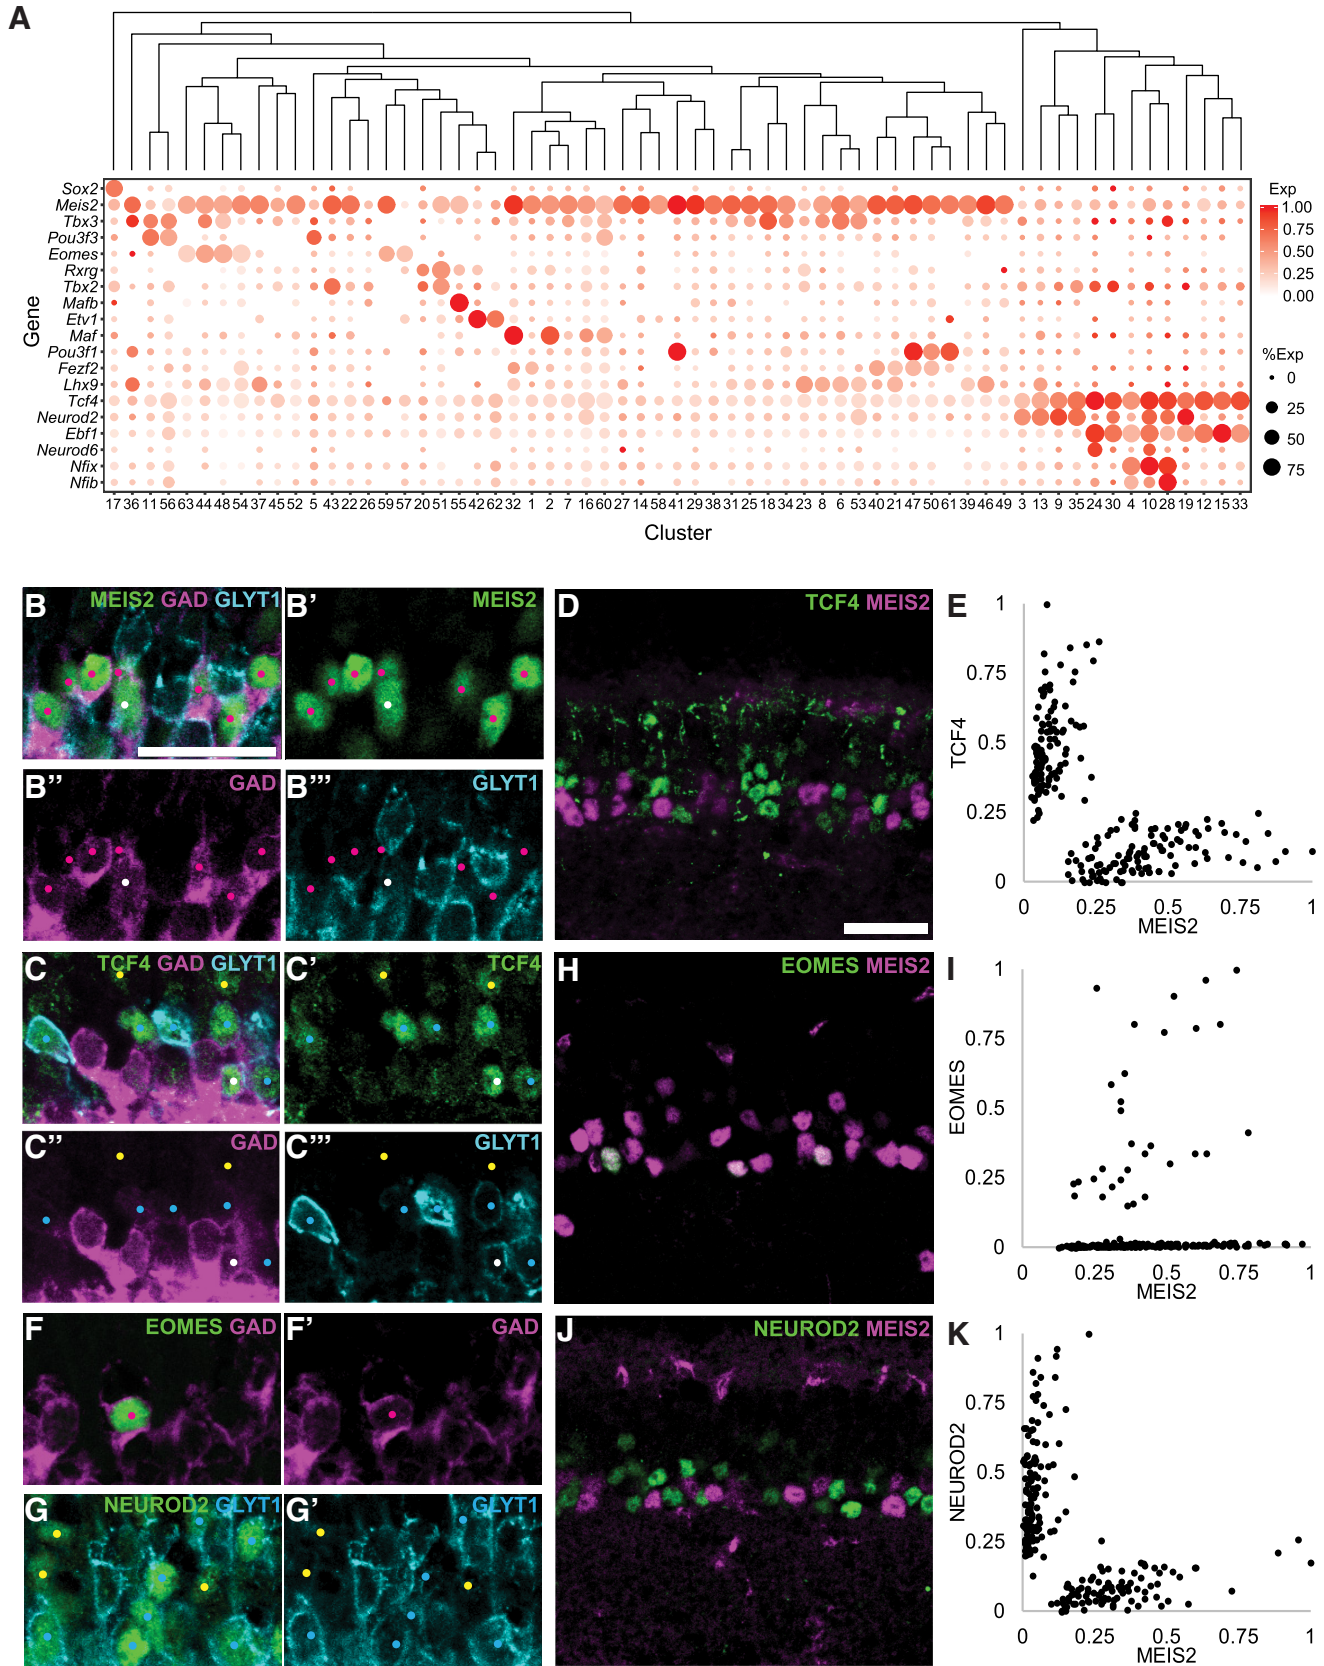 A
Gene
Sox2
Meis2
Tbx3
Pou3f3
Eomes
Rxrg
Tbx2
Mafb
Etv1
Maf
Pou3f1
Fezf2
Lhx9
Tcf4
Neurod2
Ebf1
Neurod6
Nfix
Nfib
17 36 11 56 63 44 48 54 37 45 52 5 43 22 26 59 57 20 51 55 42 62 32 1 2 7 16 60 27 14 58 41 29 38 31 25 18 34 23 8 6 53 40 21 47 50 61 39 46 49 3 13 9 35 24 30 4 10 28 19 12 15 33
Cluster
Exp
1.00
0.75
0.50
0.25
0.00
%Exp
0
25
50
75
B MEIS2 GAD GLYT1
B' MEIS2
B'' GAD
B''' GLYT1
C TCF4 GAD GLYT1
C' TCF4
C'' GAD
C''' GLYT1
D TCF4 MEIS2
E
TCF4
1
0.75
0.5
0.25
0
0 0.25 0.5 0.75 1
MEIS2
F EOMES GAD
F' GAD
G NEUROD2 GLYT1
G' GLYT1
H EOMES MEIS2
I
EOMES
1
0.75
0.5
0.25
0
0 0.25 0.5 0.75 1
MEIS2
J NEUROD2 MEIS2
K
NEUROD2
1
0.75
0.5
0.25
0
0 0.25 0.5 0.75 1
MEIS2